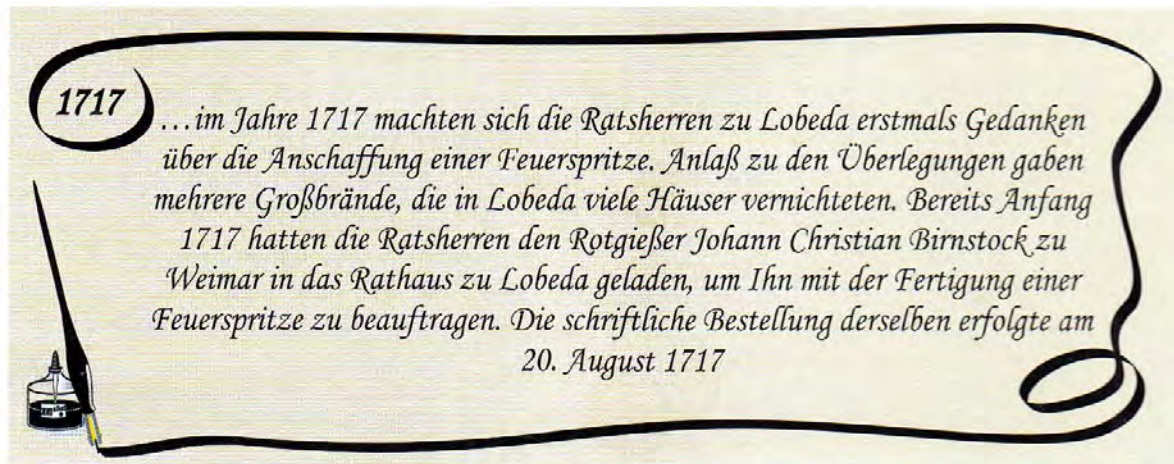 1717
…im Jahre 1717 machten sich die Ratsherren zu Lobeda erstmals Gedanken
über die Anschaffung einer Feuerspritze. Anlaß zu den Überlegungen gaben
mehrere Großbrände, die in Lobeda viele Häuser vernichteten. Bereits Anfang
1717 hatten die Ratsherren den Rotgießer Johann Christian Birnstock zu
Weimar in das Rathaus zu Lobeda geladen, um Ihn mit der Fertigung einer
Feuerspritze zu beauftragen. Die schriftliche Bestellung derselben erfolgte am
20. August 1717